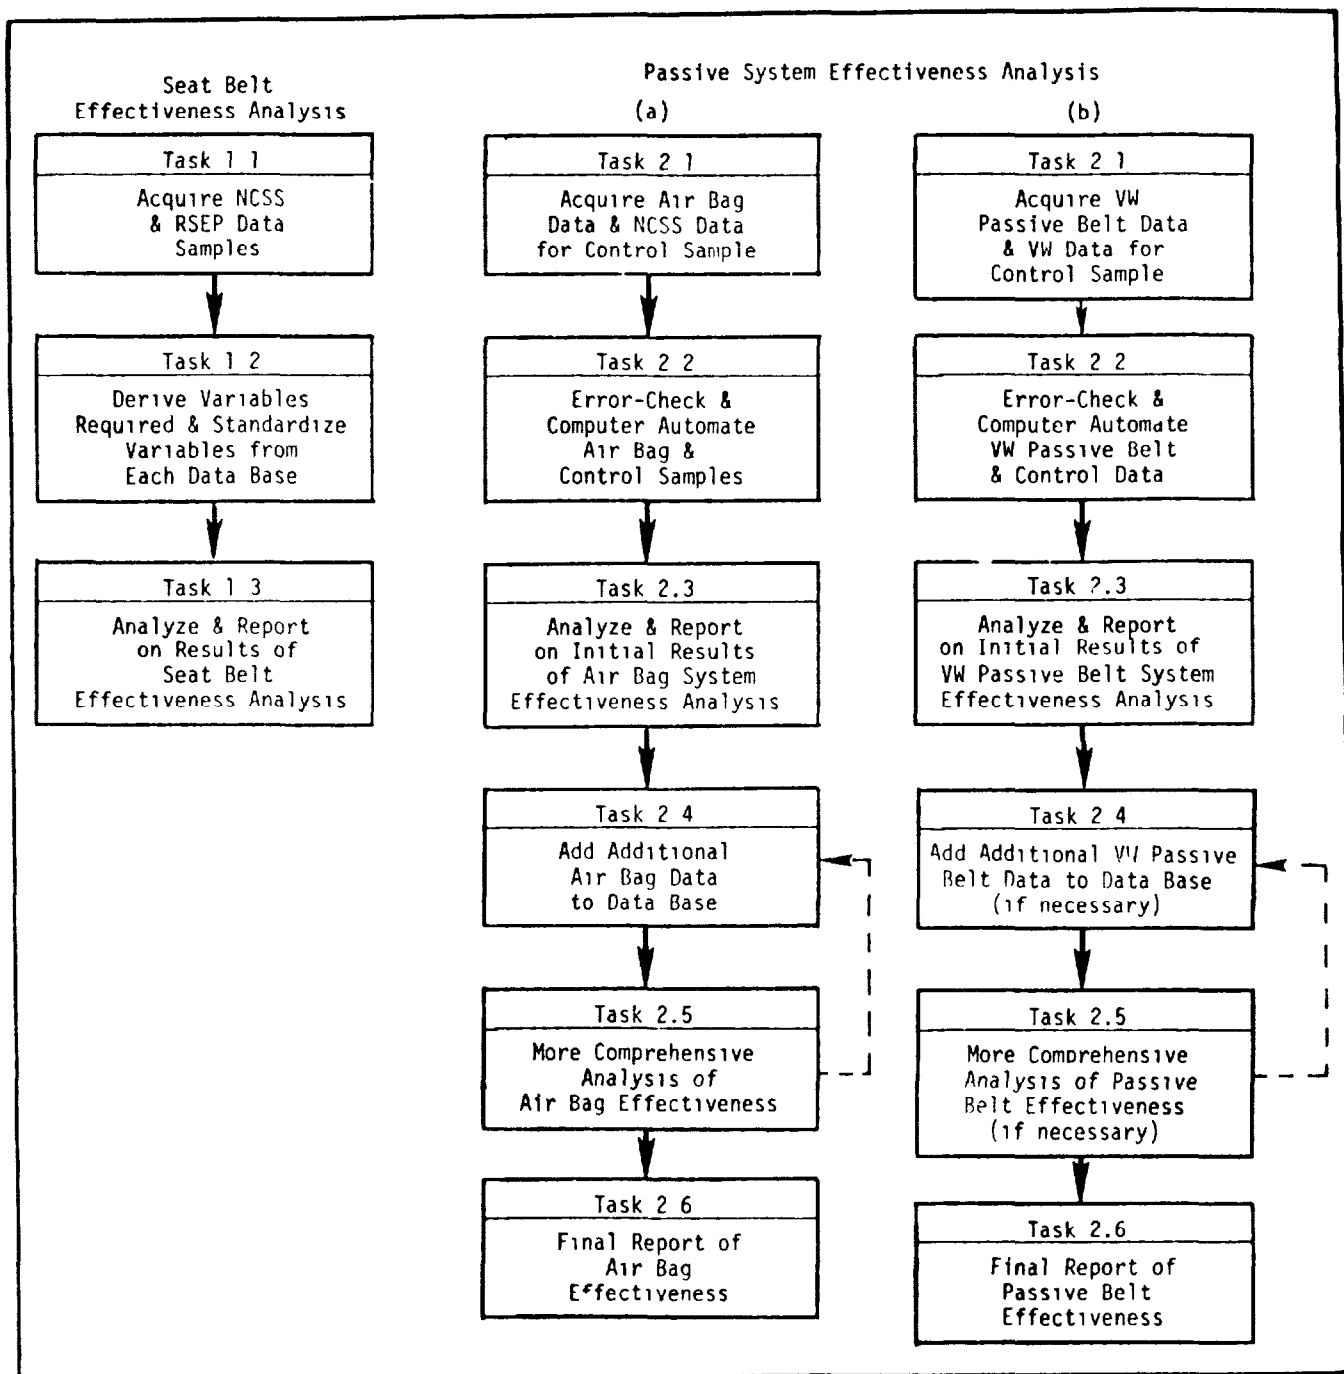 Seat Belt
Effectiveness Analysis
Task 1 1
Acquire NCSS
& RSEP Data
Samples
Task 1 2
Derive Variables
Required & Standardize
Variables from
Each Data Base
Task 1 3
Analyze & Report
on Results of
Seat Belt
Effectiveness Analysis
Passive System Effectiveness Analysis
(a)
Task 2 1
Acquire Air Bag
Data & NCSS Data
for Control Sample
Task 2 2
Error-Check &
Computer Automate
Air Bag &
Control Samples
Task 2.3
Analyze & Report
on Initial Results
of Air Bag System
Effectiveness Analysis
Task 2 4
Add Additional
Air Bag Data
to Data Base
Task 2.5
More Comprehensive
Analysis of
Air Bag Effectiveness
Task 2 6
Final Report of
Air Bag
Effectiveness
(b)
Task 2 1
Acquire VW
Passive Belt Data
& VW Data for
Control Sample
Task 2 2
Error-Check &
Computer Automate
VW Passive Belt
& Control Data
Task 2.3
Analyze & Report
on Initial Results of
VW Passive Belt System
Effectiveness Analysis
Task 2 4
Add Additional VW Passive
Belt Data to Data Base
(if necessary)
Task 2.5
More Comprehensive
Analysis of Passive
Belt Effectiveness
(if necessary)
Task 2.6
Final Report of
Passive Belt
Effectiveness